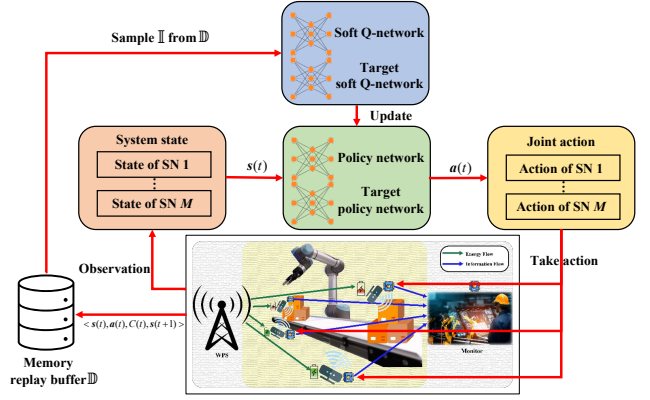 Sample 𝕀 from 𝔻
Soft Q-network
Target
soft Q-network
Update
System state
State of SN 1
⋮
State of SN M
s(t)
Policy network
Target
policy network
a(t)
Joint action
Action of SN 1
⋮
Action of SN M
Observation
Take action
Energy Flow
Information Flow
< s(t), a(t), C(t), s(t+1) >
WPS
Monitor
Memory
replay buffer 𝔻